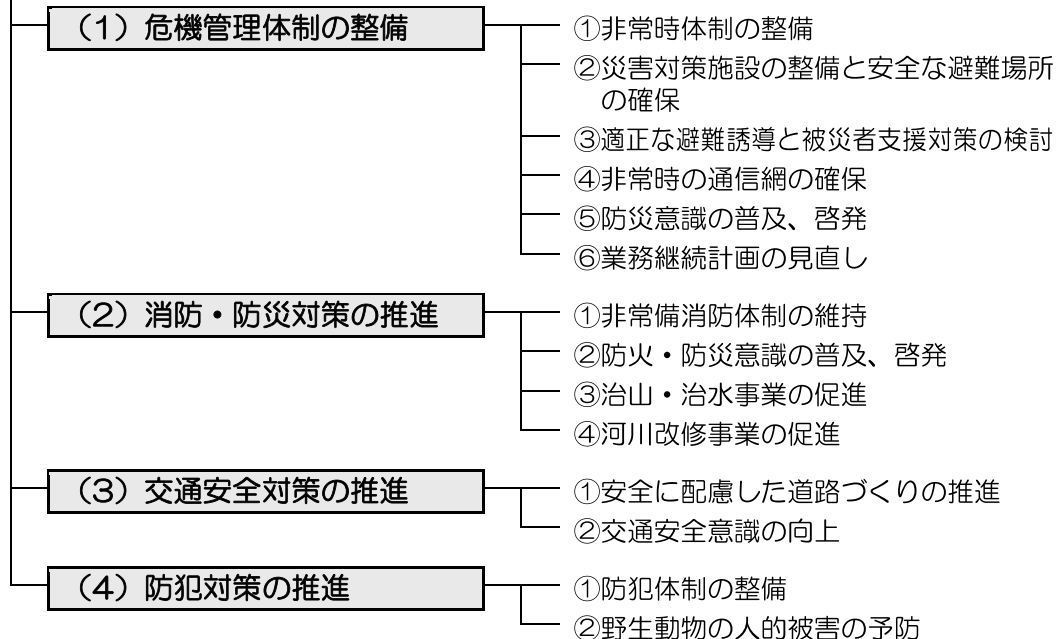 （1）危機管理体制の整備
①非常時体制の整備
②災害対策施設の整備と安全な避難場所
の確保
③適正な避難誘導と被災者支援対策の検討
④非常時の通信網の確保
⑤防災意識の普及、啓発
⑥業務継続計画の見直し
（2）消防・防災対策の推進
①非常備消防体制の維持
②防火・防災意識の普及、啓発
③治山・治水事業の促進
④河川改修事業の促進
（3）交通安全対策の推進
①安全に配慮した道路づくりの推進
②交通安全意識の向上
（4）防犯対策の推進
①防犯体制の整備
②野生動物の人的被害の予防